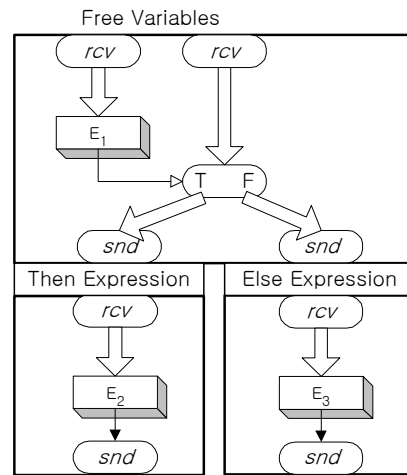 Free Variables
rcv rcv
E1
T F
snd snd
Then Expression Else Expression
rcv rcv
E2 E3
snd snd